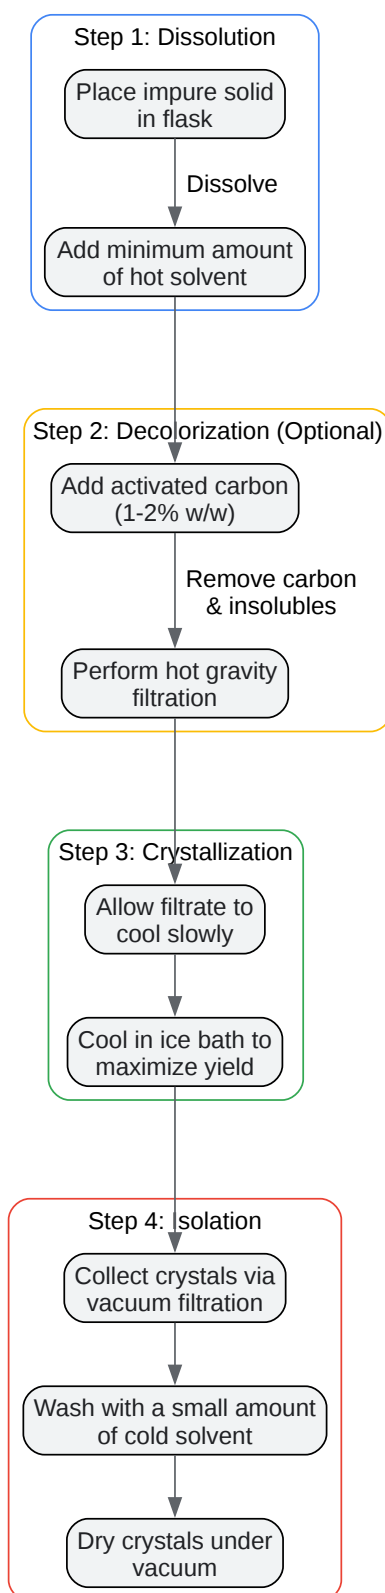 Step 1: Dissolution
Place impure solid
in flask
Dissolve
Add minimum amount
of hot solvent
Step 2: Decolorization (Optional)
Add activated carbon
(1-2% w/w)
Remove carbon
& insolubles
Perform hot gravity
filtration
Step 3: Crystallization
Allow filtrate to
cool slowly
Cool in ice bath to
maximize yield
Step 4: Isolation
Collect crystals via
vacuum filtration
Wash with a small amount
of cold solvent
Dry crystals under
vacuum